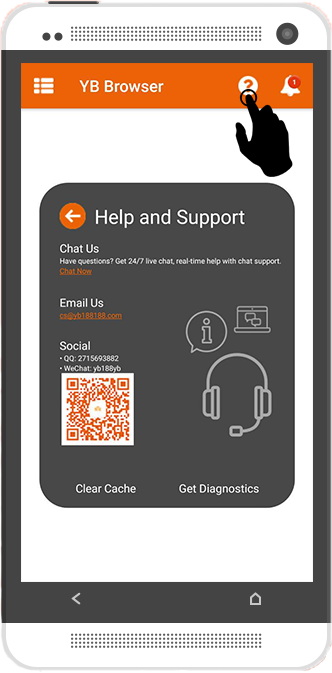 YB Browser
?
1
Help and Support
Chat Us
Have questions? Get 24/7 live chat, real-time help with chat support.
Chat Now
Email Us
cs@yb188188.com
Social
• QQ: 2715693882
• WeChat: yb188yb
Clear Cache Get Diagnostics